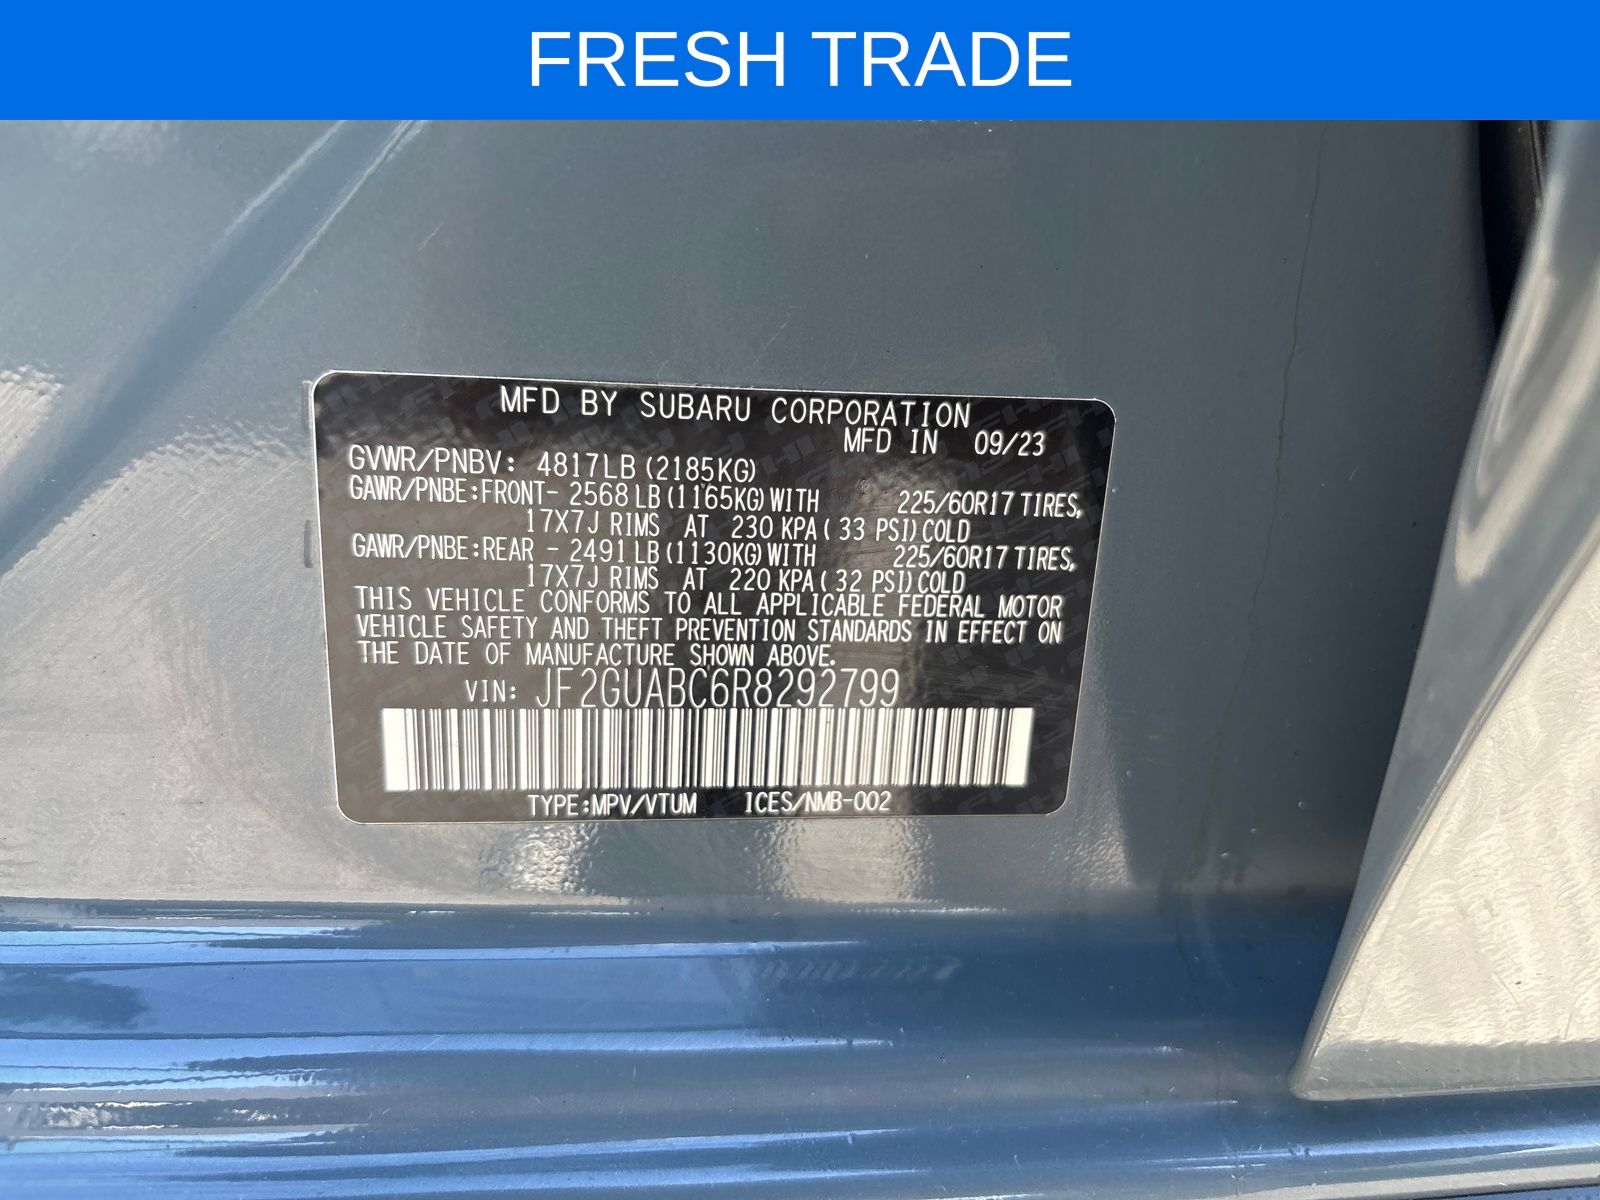 FRESH TRADE
MFD BY SUBARU CORPORATION
MFD IN 09/23
GVWR/PNBV: 4817LB (2185KG)
GAWR/PNBE:FRONT- 2568LB (1165KG) WITH 225/60R17 TIRES,
17X7J RIMS AT 230 KPA ( 33 PSI) COLD
GAWR/PNBE:REAR - 2491LB (1130KG) WITH 225/60R17 TIRES,
17X7J RIMS AT 220 KPA ( 32 PSI) COLD
THIS VEHICLE CONFORMS TO ALL APPLICABLE FEDERAL MOTOR
VEHICLE SAFETY AND THEFT PREVENTION STANDARDS IN EFFECT ON
THE DATE OF MANUFACTURE SHOWN ABOVE.
VIN: JF2GUABC6R8292799
TYPE:MPV/VTUM ICES/NMB-002